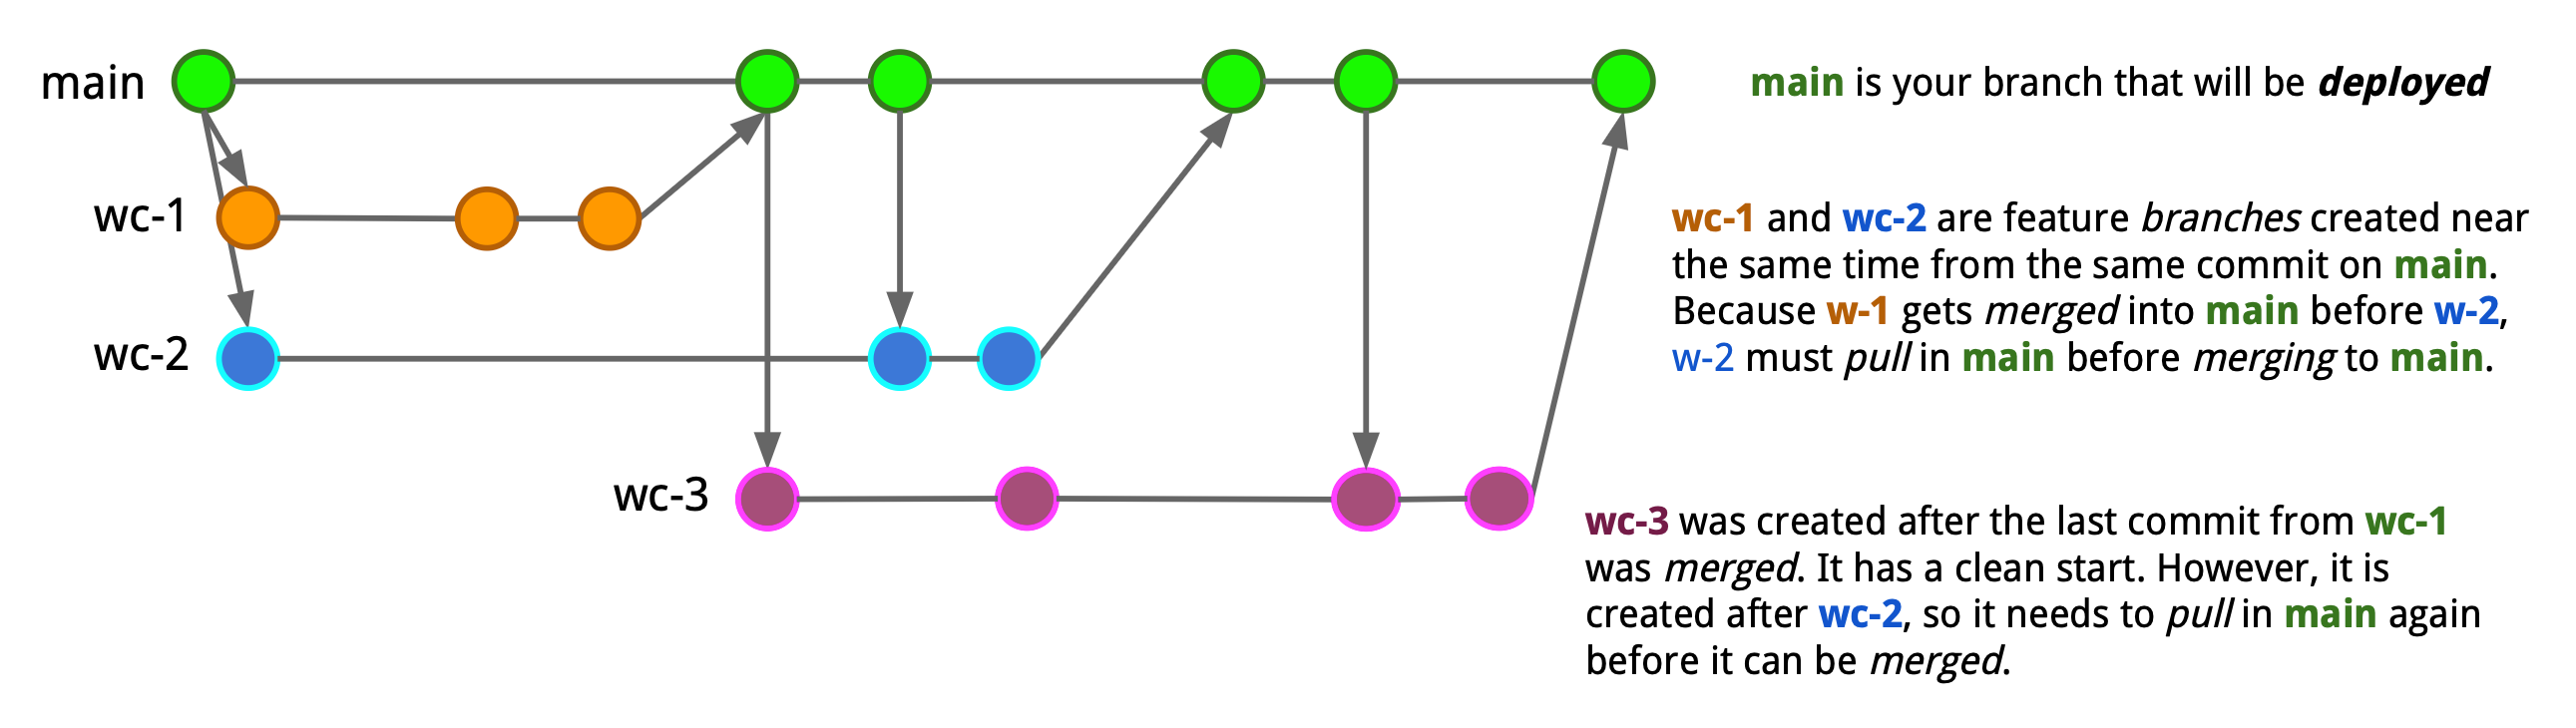 main
main is your branch that will be deployed
wc-1
wc-1 and wc-2 are feature branches created near
the same time from the same commit on main.
Because w-1 gets merged into main before w-2,
w-2 must pull in main before merging to main.
wc-2
wc-3
wc-3 was created after the last commit from wc-1
was merged. It has a clean start. However, it is
created after wc-2, so it needs to pull in main again
before it can be merged.